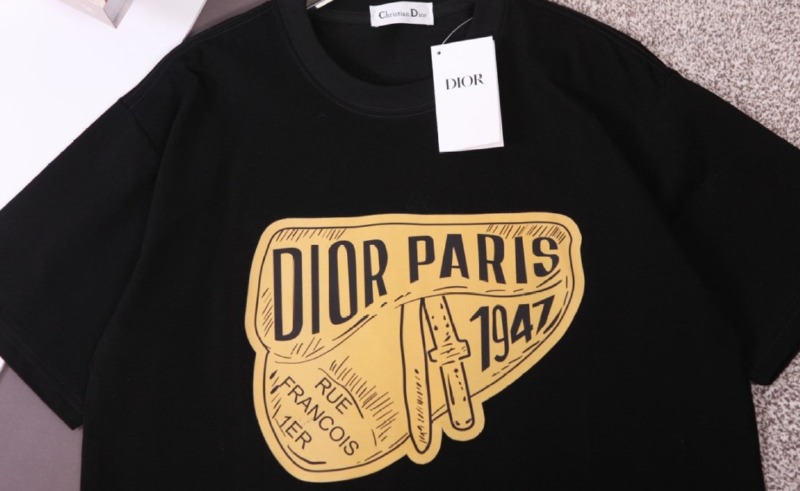 Christian Dior
DIOR
DIOR PARIS
1947
RUE
FRANCOIS
1ER